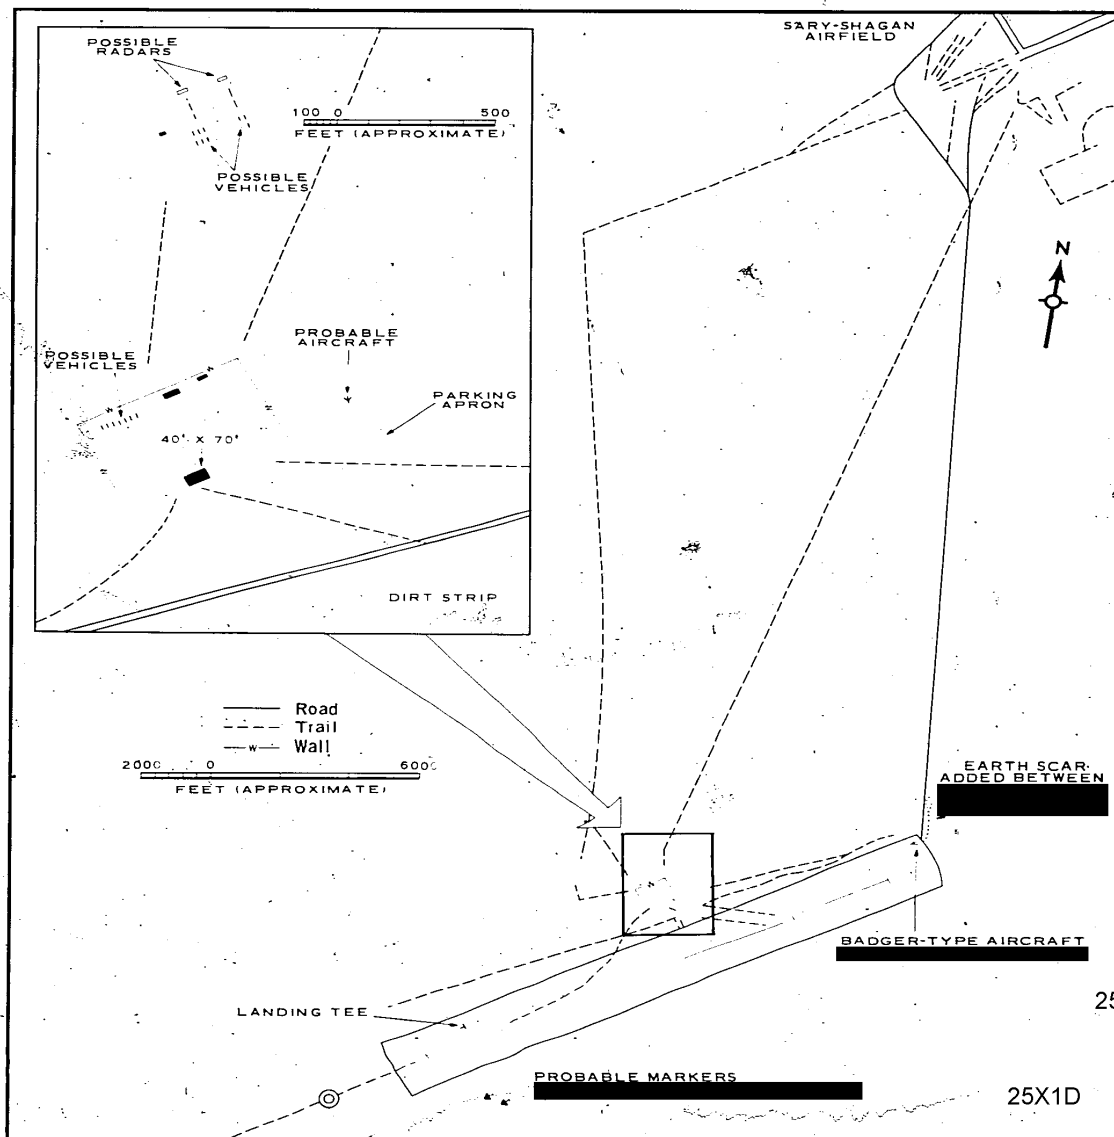 SARY-SHAGAN
AIRFIELD
POSSIBLE
RADARS
100 0 500
FEET (APPROXIMATE)
POSSIBLE
VEHICLES
N
PROBABLE
AIRCRAFT
POSSIBLE
VEHICLES
W
PARKING
APRON
W
40' X 70'
DIRT STRIP
Road
Trail
W Wall
2000 0 6000
FEET (APPROXIMATE)
EARTH SCAR
ADDED BETWEEN
W
BADGER-TYPE AIRCRAFT
25
LANDING TEE
PROBABLE MARKERS
25X1D